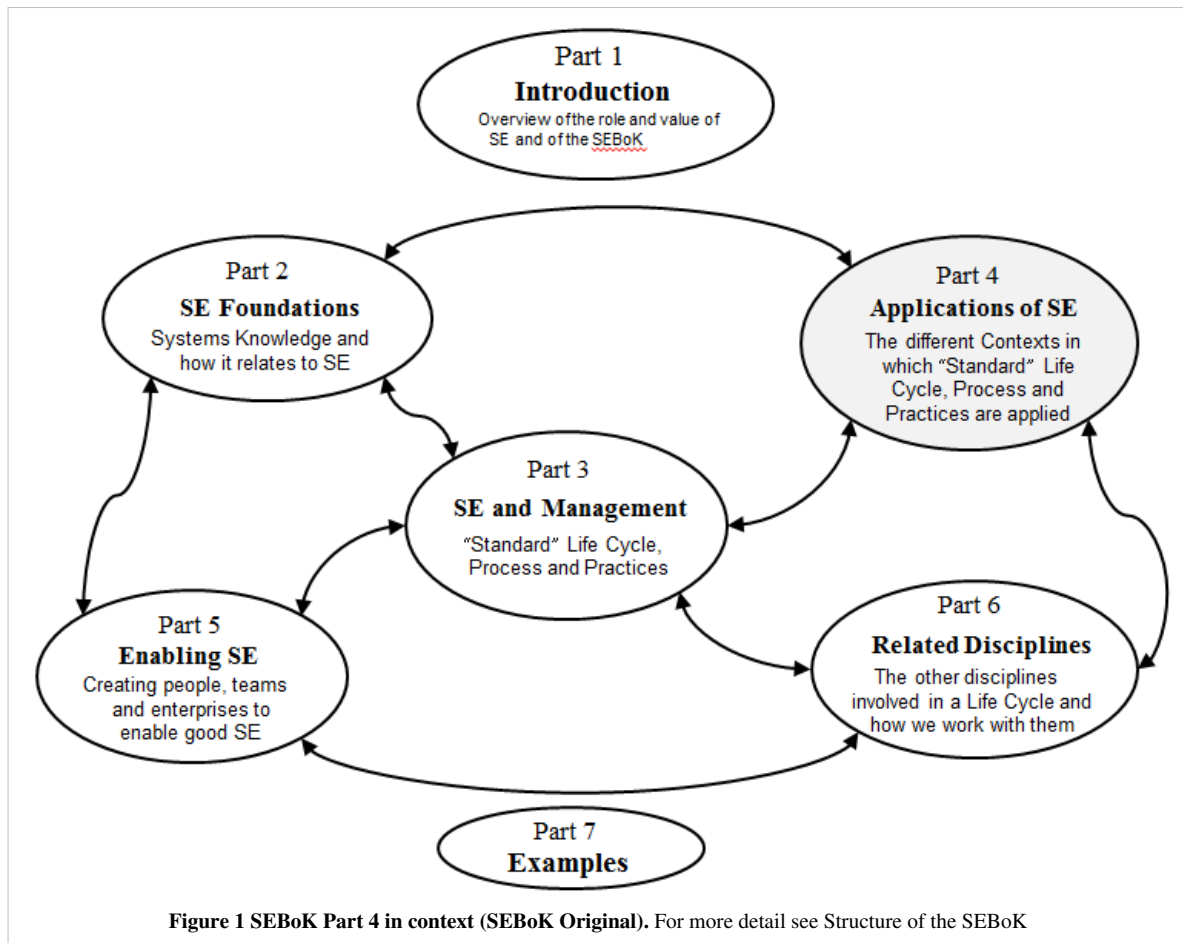 Part 1
Introduction
Overview of the role and value of
SE and of the SEBoK
Part 2
SE Foundations
Systems Knowledge and
how it relates to SE
Part 4
Applications of SE
The different Contexts in
which “Standard” Life
Cycle, Process and
Practices are applied
Part 3
SE and Management
“Standard” Life Cycle,
Process and Practices
Part 5
Enabling SE
Creating people, teams
and enterprises to
enable good SE
Part 6
Related Disciplines
The other disciplines
involved in a Life Cycle and
how we work with them
Part 7
Examples
Figure 1 SEBoK Part 4 in context (SEBoK Original). For more detail see Structure of the SEBoK